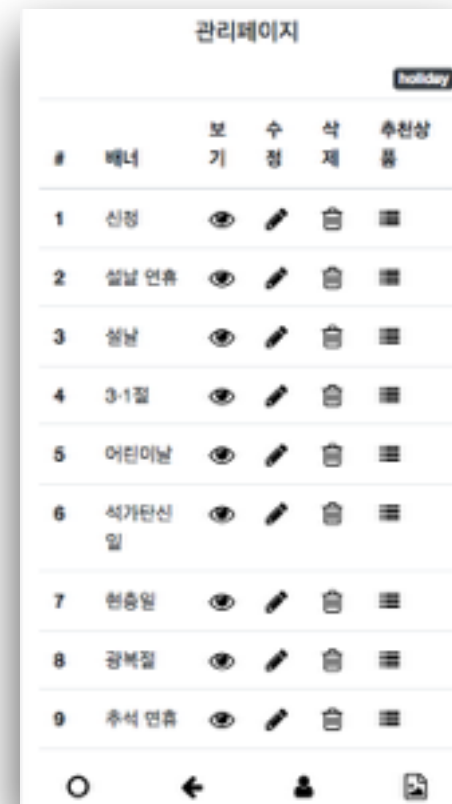 관리페이지
holiday
# 배너 보기 수정 삭제 추천상품
1 신정
2 설날 연휴
3 설날
4 3·1절
5 어린이날
6 석가탄신일
7 현충일
8 광복절
9 추석 연휴